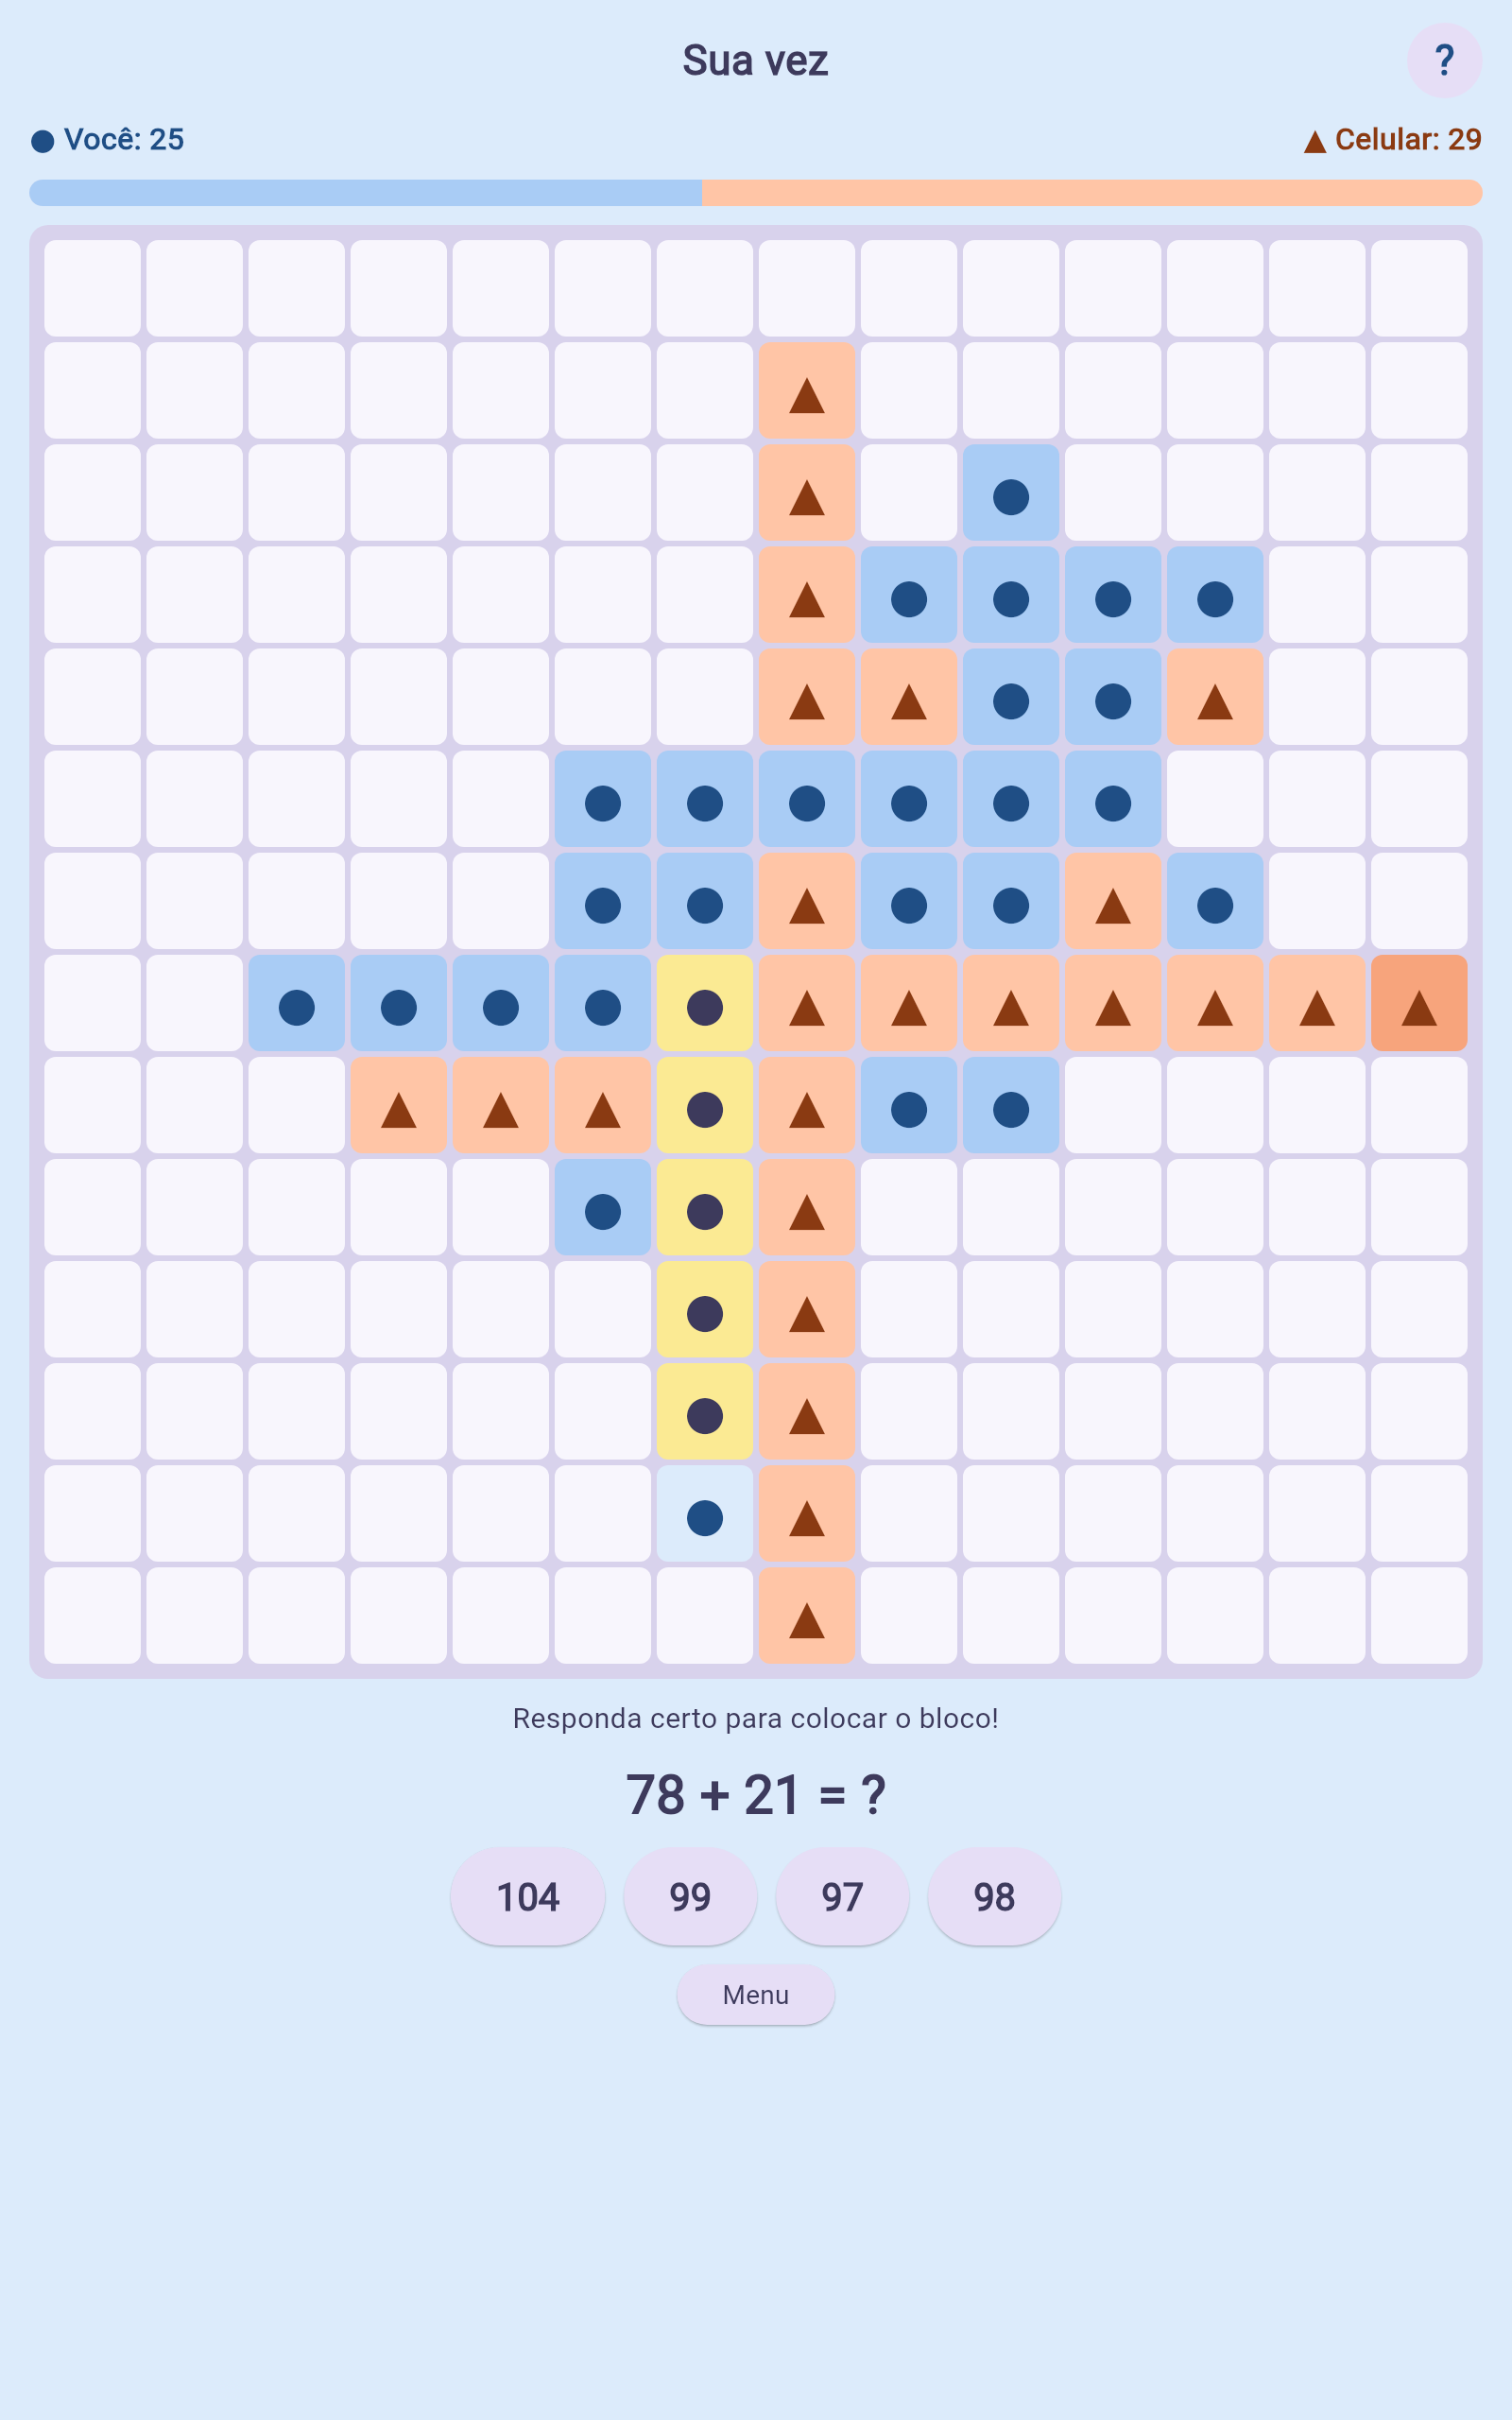 Sua vez
?
Você: 25
Celular: 29
Responda certo para colocar o bloco!
78 + 21 = ?
104 99 97 98
Menu